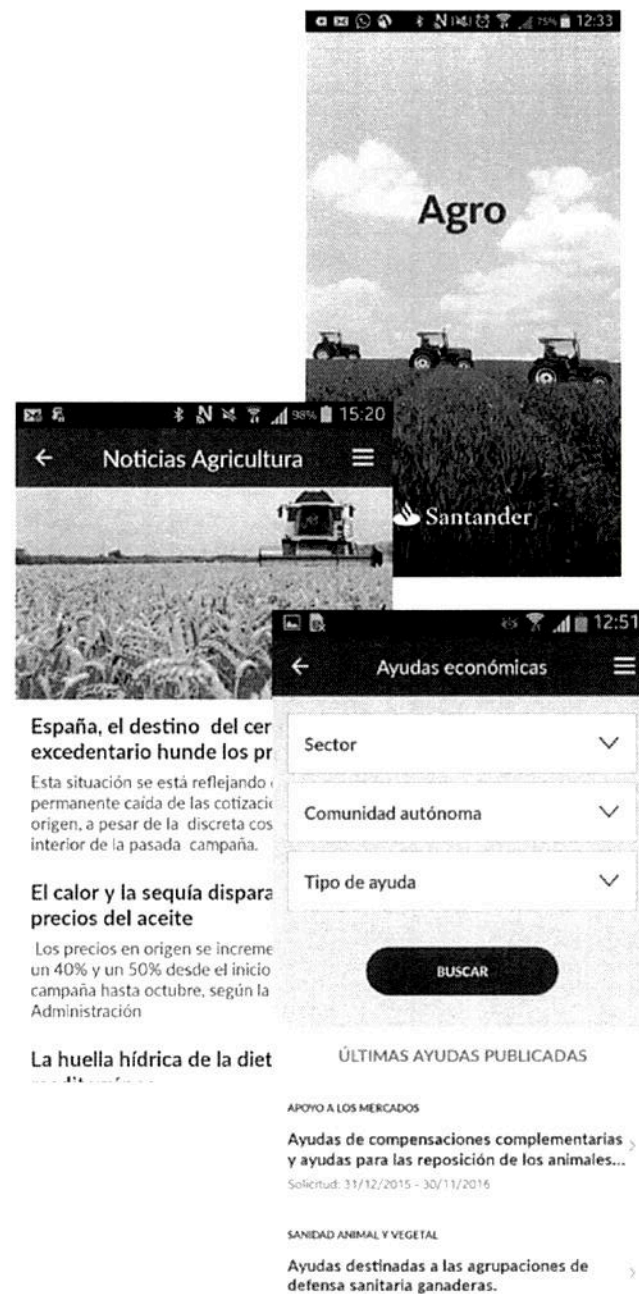 75% 12:33
Agro
Santander
98% 15:20
Noticias Agricultura
España, el destino del cer
excedentario hunde los pr
Esta situación se está reflejando
permanente caída de las cotizacio
origen, a pesar de la discreta cos
interior de la pasada campaña.
El calor y la sequía dispara
precios del aceite
Los precios en origen se increme
un 40% y un 50% desde el inicio
campaña hasta octubre, según la
Administración
La huella hídrica de la diet
12:51
Ayudas económicas
Sector
Comunidad autónoma
Tipo de ayuda
BUSCAR
ÚLTIMAS AYUDAS PUBLICADAS
APOYO A LOS MERCADOS
Ayudas de compensaciones complementarias
y ayudas para las reposición de los animales...
Solicitud: 31/12/2015 - 30/11/2016
SANIDAD ANIMAL Y VEGETAL
Ayudas destinadas a las agrupaciones de
defensa sanitaria ganaderas.